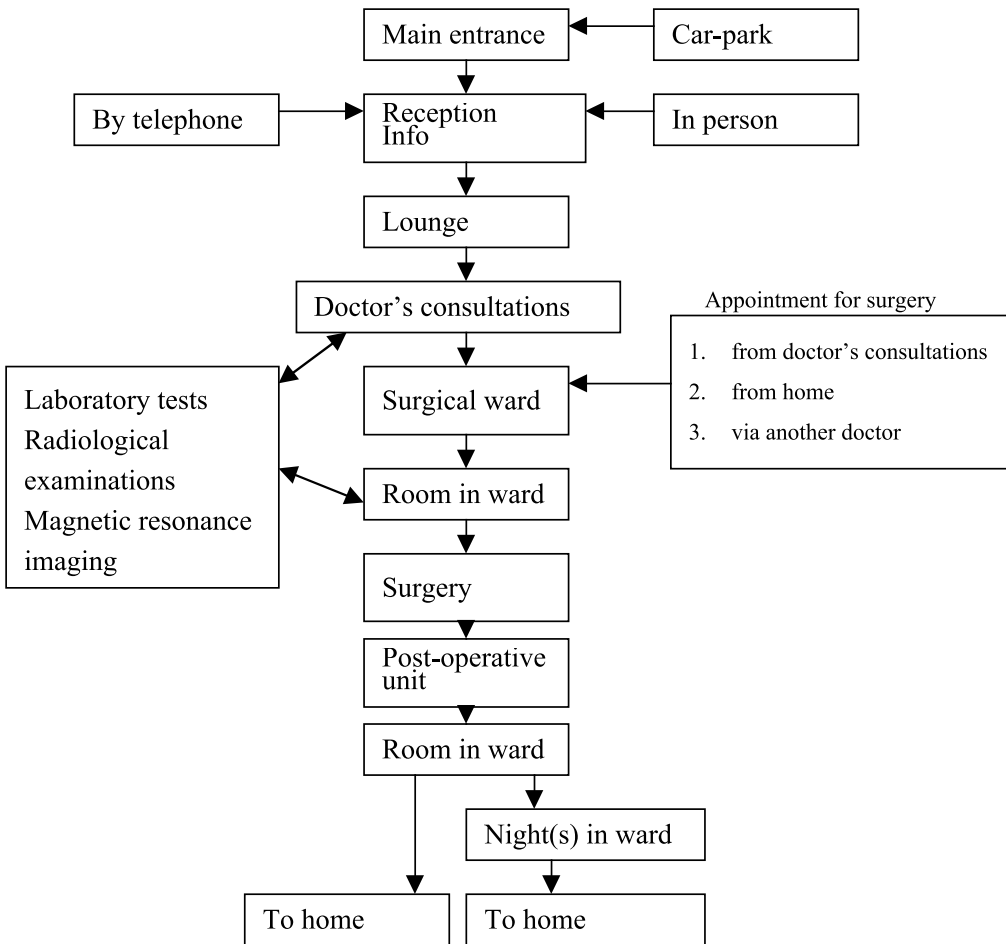 Main entrance
Car-park
By telephone
Reception
Info
In person
Lounge
Doctor’s consultations
Appointment for surgery
1. from doctor’s consultations
2. from home
3. via another doctor
Laboratory tests
Radiological
examinations
Magnetic resonance
imaging
Surgical ward
Room in ward
Surgery
Post-operative
unit
Room in ward
Night(s) in ward
To home
To home